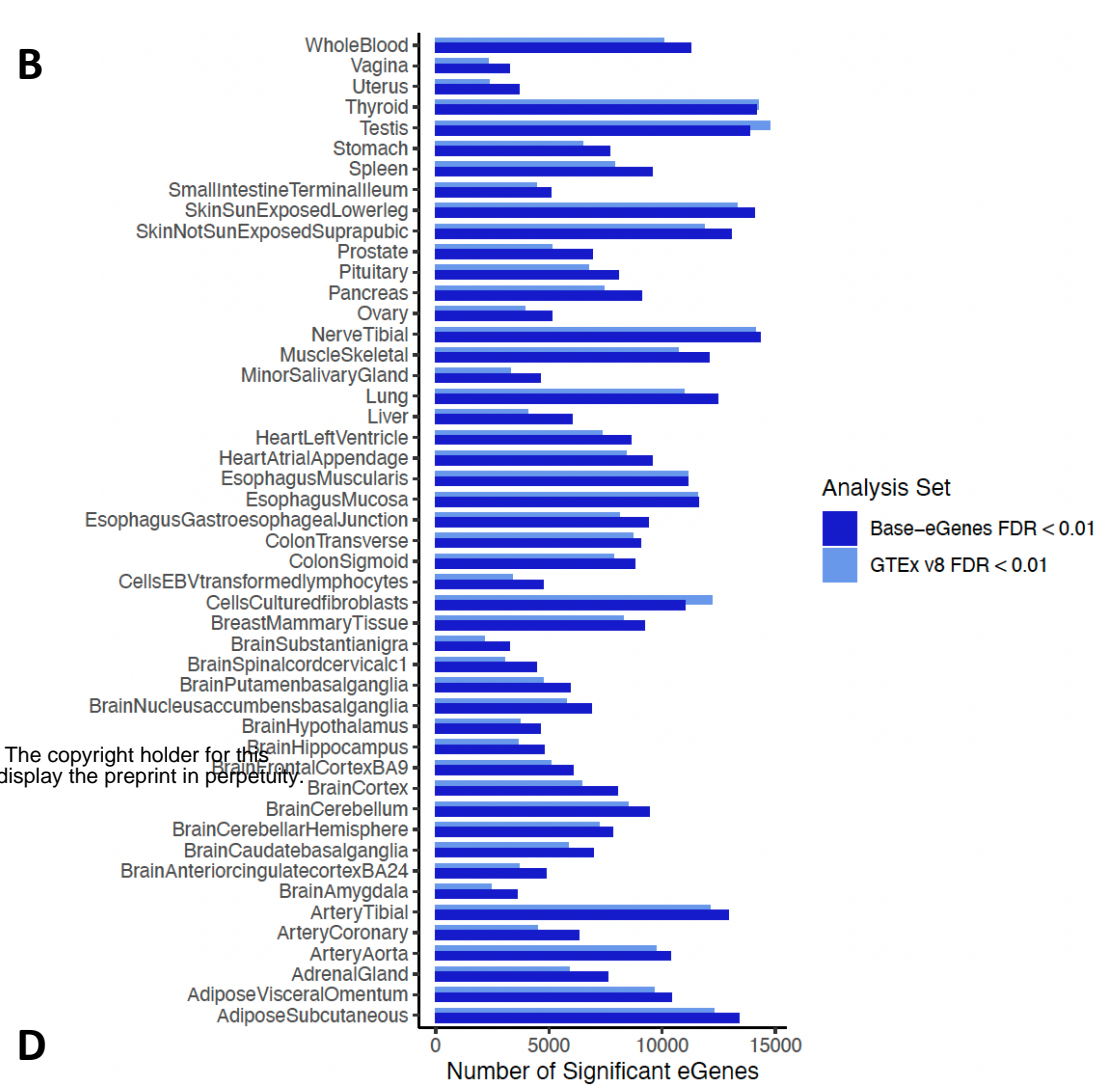 B
WholeBlood
Vagina
Uterus
Thyroid
Testis
Stomach
Spleen
SmallIntestineTerminalIleum
SkinSunExposedLowerleg
SkinNotSunExposedSuprapubic
Prostate
Pituitary
Pancreas
Ovary
NerveTibial
MuscleSkeletal
MinorSalivaryGland
Lung
Liver
HeartLeftVentricle
HeartAtrialAppendage
EsophagusMuscularis
EsophagusMucosa
EsophagusGastroesophagealJunction
ColonTransverse
ColonSigmoid
CellsEBVtransformedlymphocytes
CellsCulturedfibroblasts
BreastMammaryTissue
BrainSubstantianigra
BrainSpinalcordcervicalc1
BrainPutamenbasalganglia
BrainNucleusaccumbensbasalganglia
BrainHypothalamus
BrainHippocampus
The copyright holder for this
BrainFrontalCortexBA9
display the preprint in perpetuity.
BrainCortex
BrainCerebellum
BrainCerebellarHemisphere
BrainCaudatebasalganglia
BrainAnteriorcingulatecortexBA24
BrainAmygdala
ArteryTibial
ArteryCoronary
ArteryAorta
AdrenalGland
AdiposeVisceralOmentum
AdiposeSubcutaneous
0 5000 10000 15000
Number of Significant eGenes
Analysis Set
Base−eGenes FDR < 0.01
GTEx v8 FDR < 0.01
D